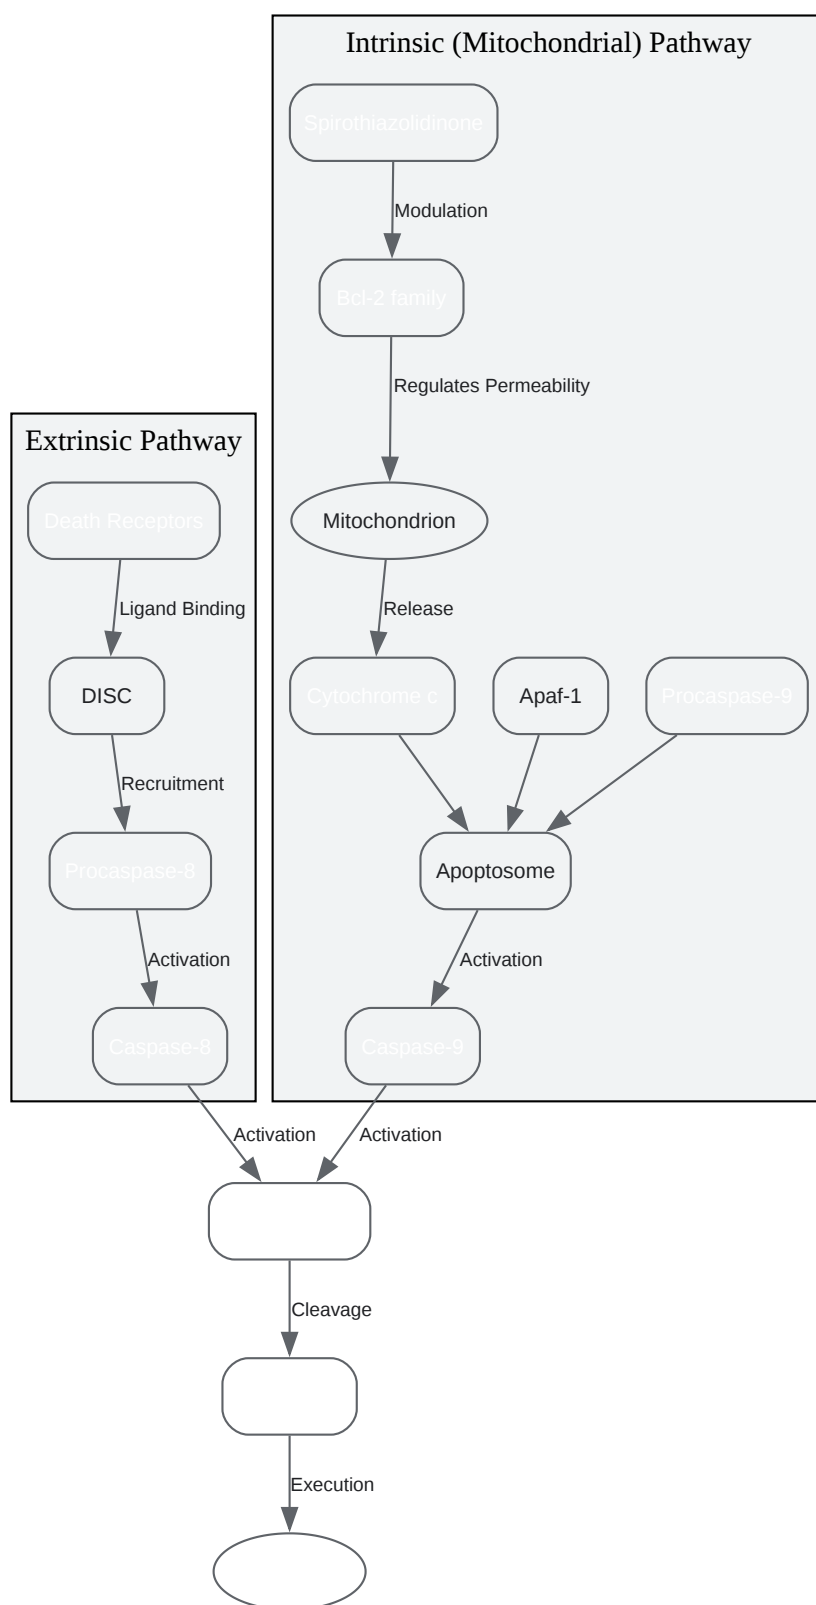 Intrinsic (Mitochondrial) Pathway
Spirothiazolidinone
Modulation
Bcl-2 family
Regulates Permeability
Extrinsic Pathway
Death Receptors
Mitochondrion
Ligand Binding
Release
DISC
Cytochrome c
Apaf-1
Procaspase-9
Recruitment
Procaspase-8
Apoptosome
Activation
Activation
Caspase-8
Caspase-9
Activation
Activation
Cleavage
Execution